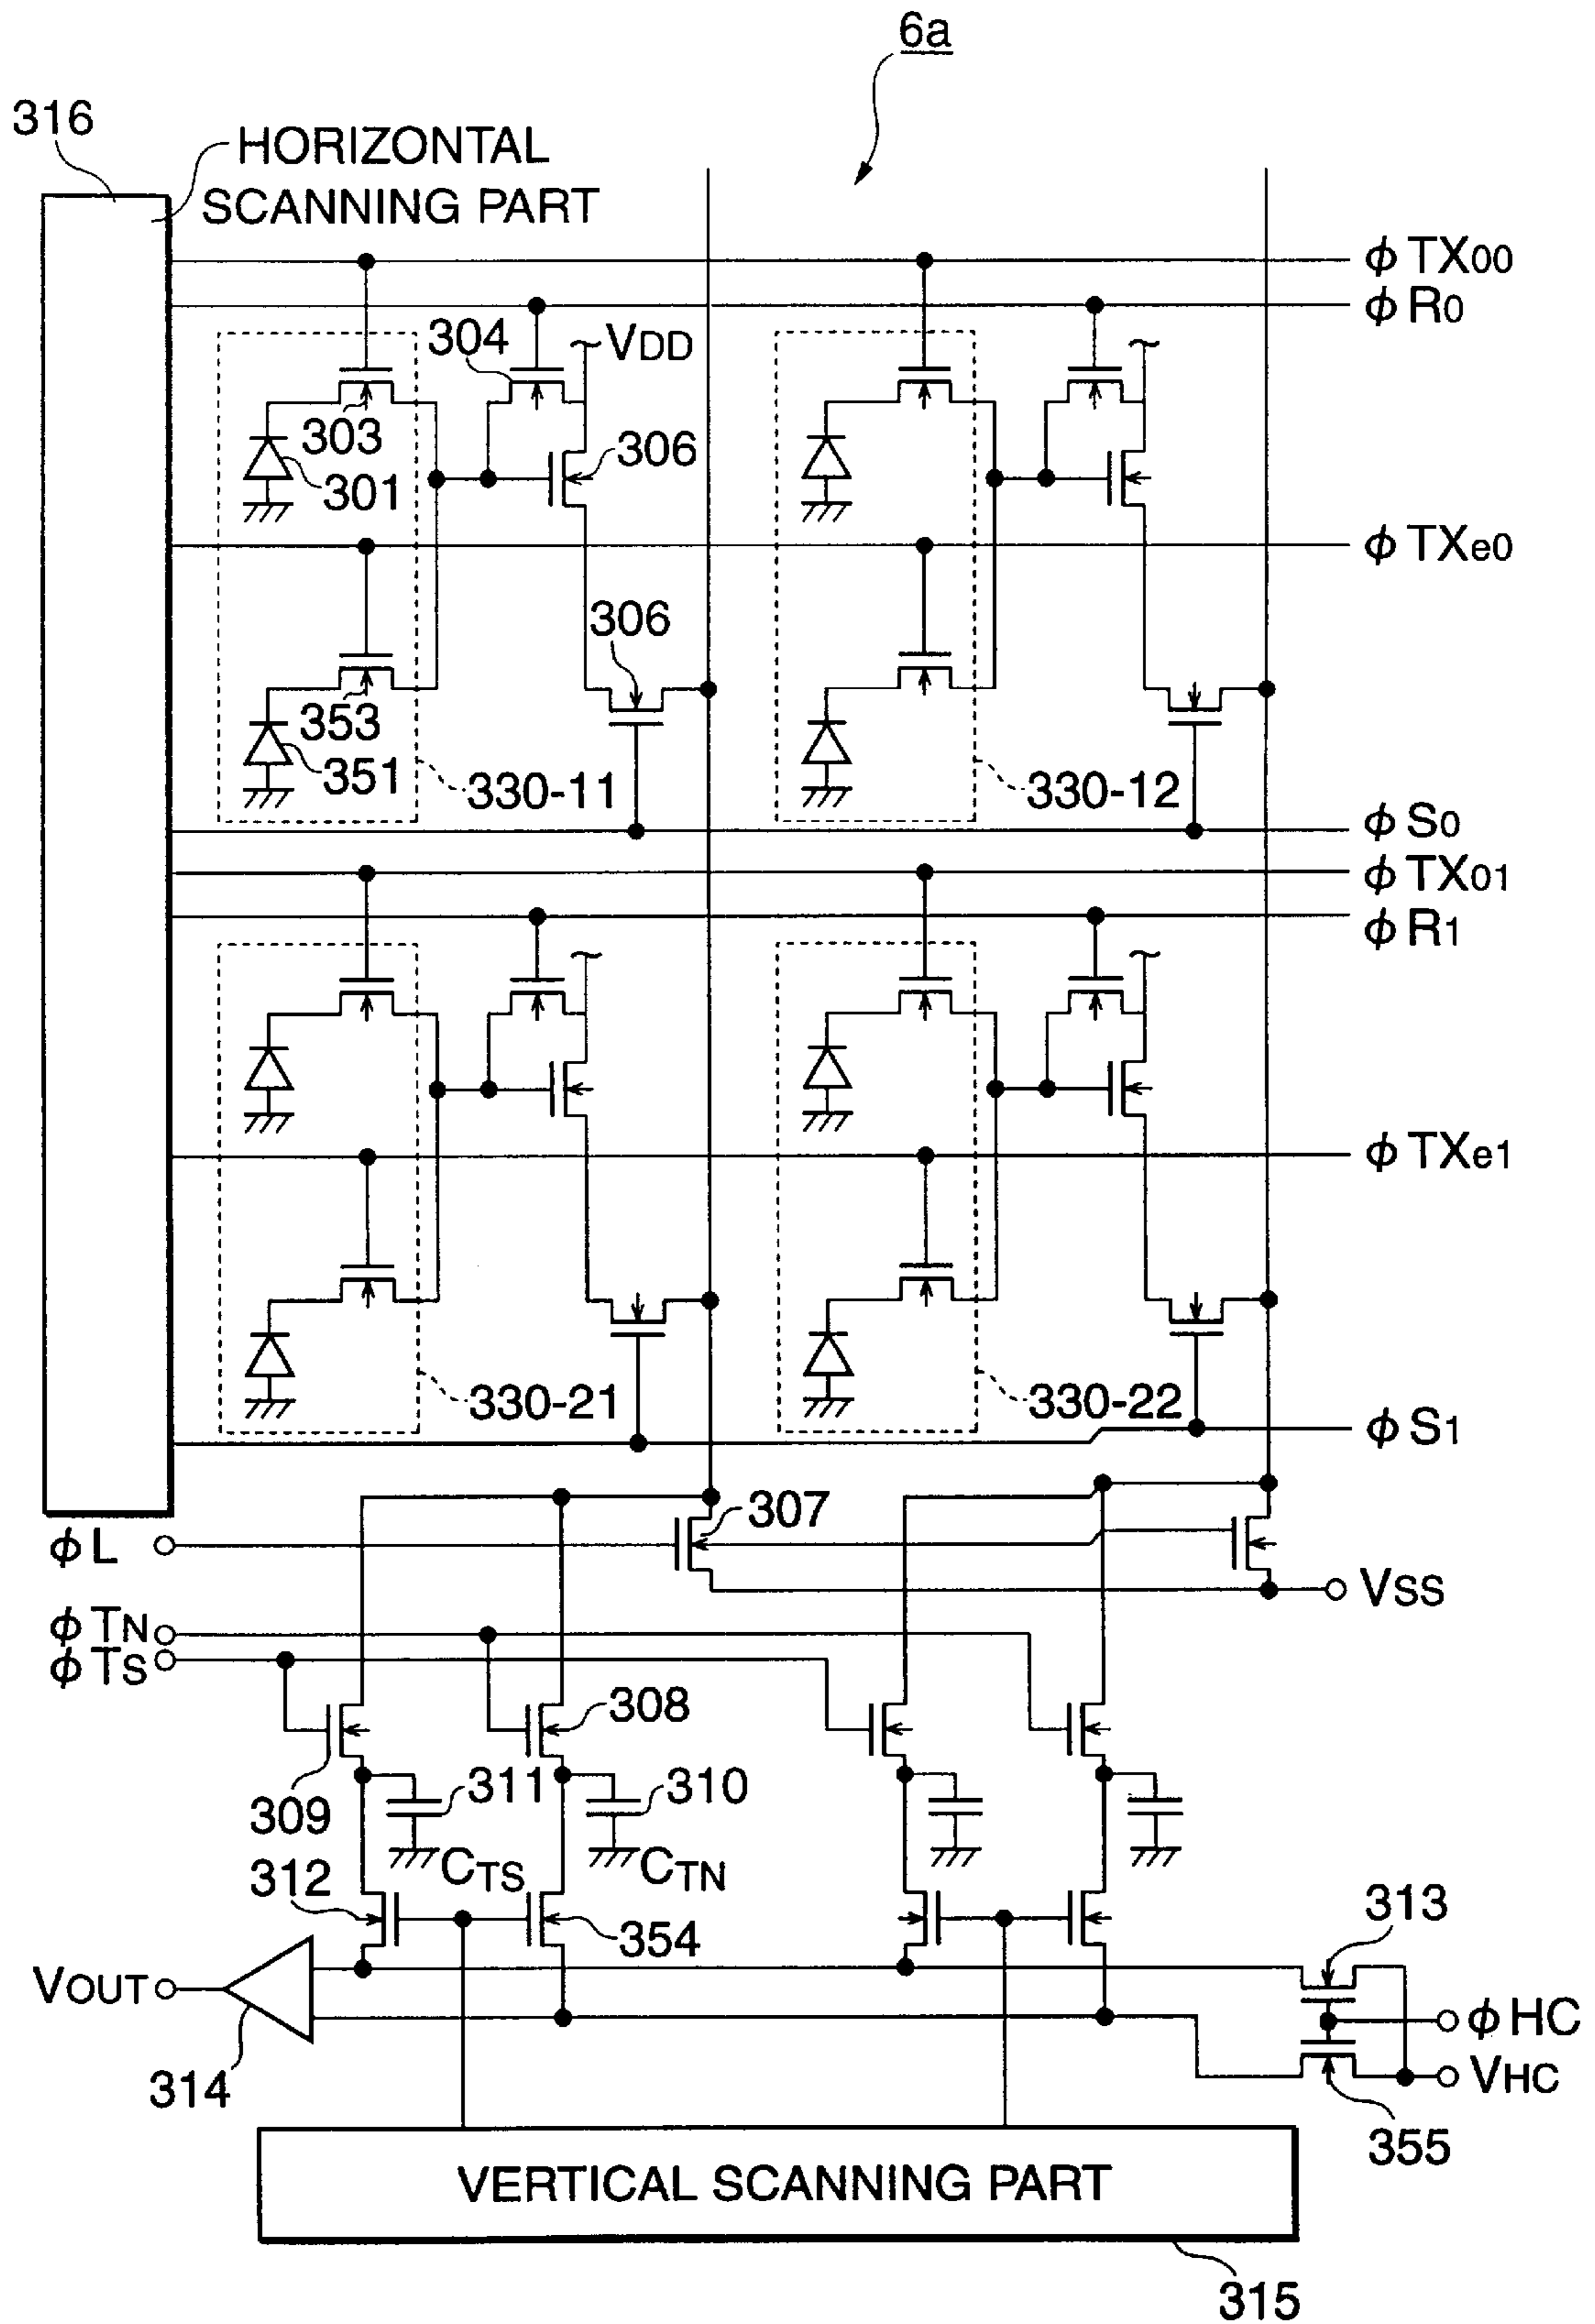 6a
316
HORIZONTAL
SCANNING PART
ϕ TX00
ϕ R0
304
VDD
303
306
301
ϕ TXe0
306
353
351
330-11
330-12
ϕ S0
ϕ TX01
ϕ R1
ϕ TXe1
330-21
330-22
ϕ S1
307
ϕ L
VSS
ϕ TN
ϕ TS
308
311
310
309
CTS
CTN
312
313
354
VOUT
ϕ HC
314
VHC
355
VERTICAL SCANNING PART
315